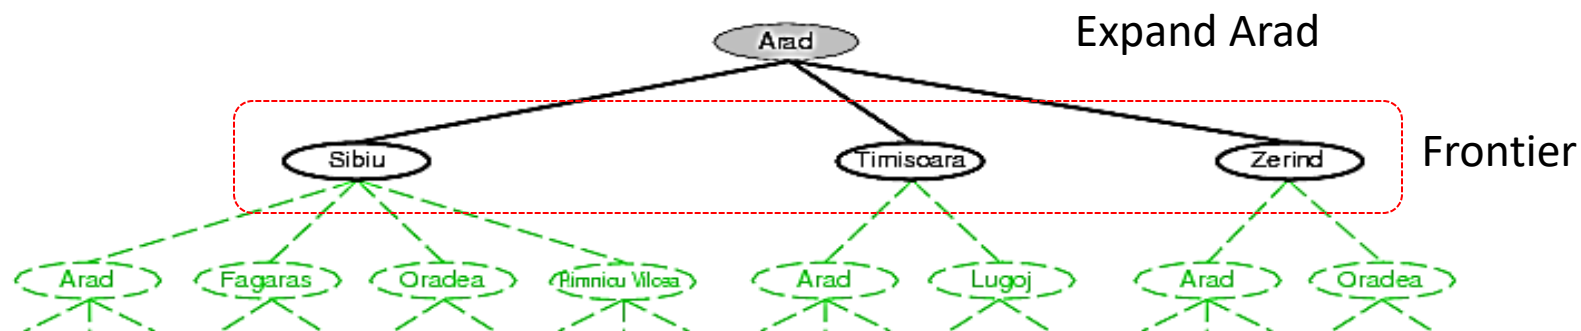 Arad
Expand Arad
Sibiu
Timisoara
Zerind
Frontier
Arad
Fagaras
Oradea
Rimnicu Vilcea
Arad
Lugoj
Arad
Oradea